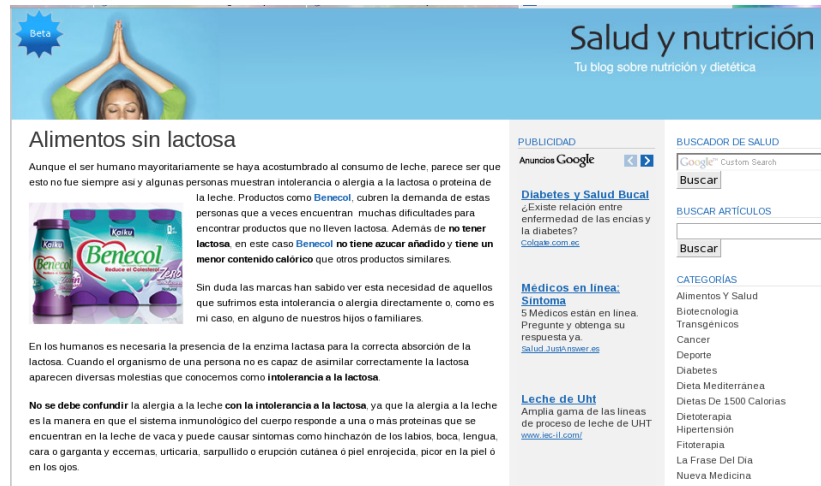 Beta
Salud y nutrición
Tu blog sobre nutrición y dietética
Alimentos sin lactosa
Aunque el ser humano mayoritariamente se haya acostumbrado al consumo de leche, parece ser que
esto no fue siempre asi y algunas personas muestran intolerancia o alergia a la lactosa o proteina de
la leche. Productos como Benecol, cubren la demanda de estas
personas que a veces encuentran muchas dificultades para
encontrar productos que no lleven lactosa. Además de no tener
lactosa, en este caso Benecol no tiene azucar añadido y tiene un
menor contenido calórico que otros productos similares.
Kaiku
Benecol
Kaiku
Benecol
Reduce el Colesterol
Zero
Sin duda las marcas han sabido ver esta necesidad de aquellos
que sufrimos esta intolerancia o alergia directamente o, como es
mi caso, en alguno de nuestros hijos o familiares.
En los humanos es necesaria la presencia de la enzima lactasa para la correcta absorción de la
lactosa. Cuando el organismo de una persona no es capaz de asimilar correctamente la lactosa
aparecen diversas molestias que conocemos como intolerancia a la lactosa.
No se debe confundir la alergia a la leche con la intolerancia a la lactosa, ya que la alergia a la leche
es la manera en que el sistema inmunológico del cuerpo responde a una o más proteinas que se
encuentran en la leche de vaca y puede causar sintomas como hinchazón de los labios, boca, lengua,
cara o garganta y eccemas, urticaria, sarpullido o erupción cutánea ó piel enrojecida, picor en la piel ó
en los ojos.
PUBLICIDAD
Anuncios Google
Diabetes y Salud Bucal
¿Existe relación entre
enfermedad de las encias y
la diabetes?
Colgate.com.ec
Médicos en línea:
Síntoma
5 Médicos están en linea.
Pregunte y obtenga su
respuesta ya.
Salud.JustAnswer.es
Leche de Uht
Amplia gama de las lineas
de proceso de leche de UHT
www.iec-il.com/
BUSCADOR DE SALUD
Google™ Custom Search
Buscar
BUSCAR ARTÍCULOS
Buscar
CATEGORÍAS
Alimentos Y Salud
Biotecnologia
Transgénicos
Cancer
Deporte
Diabetes
Dieta Mediterránea
Dietas De 1500 Calorias
Dietoterapia
Hipertensión
Fitoterapia
La Frase Del Dia
Nueva Medicina